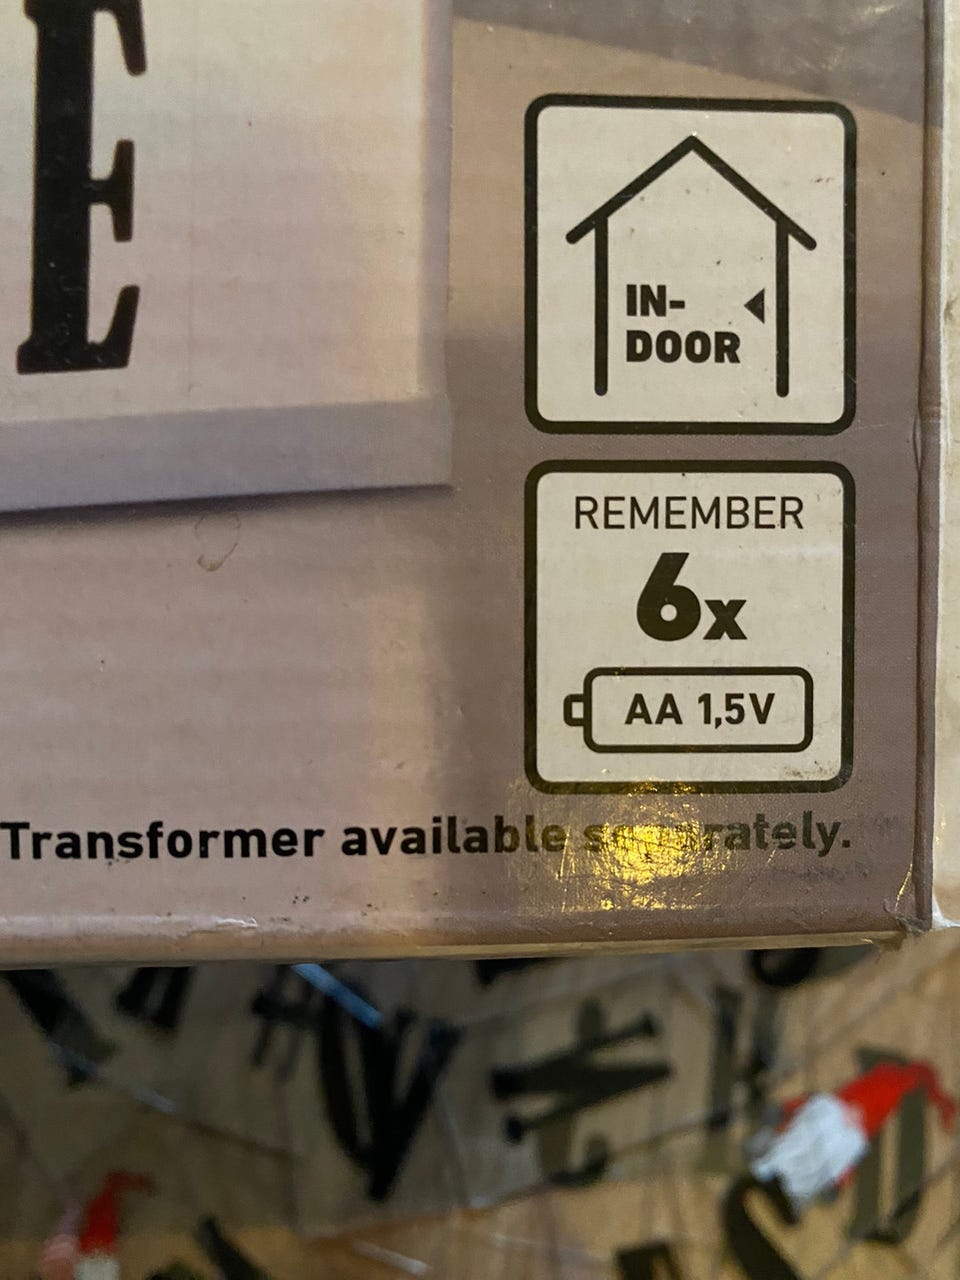 E
IN-
DOOR
REMEMBER
6x
AA 1,5V
Transformer available separately.